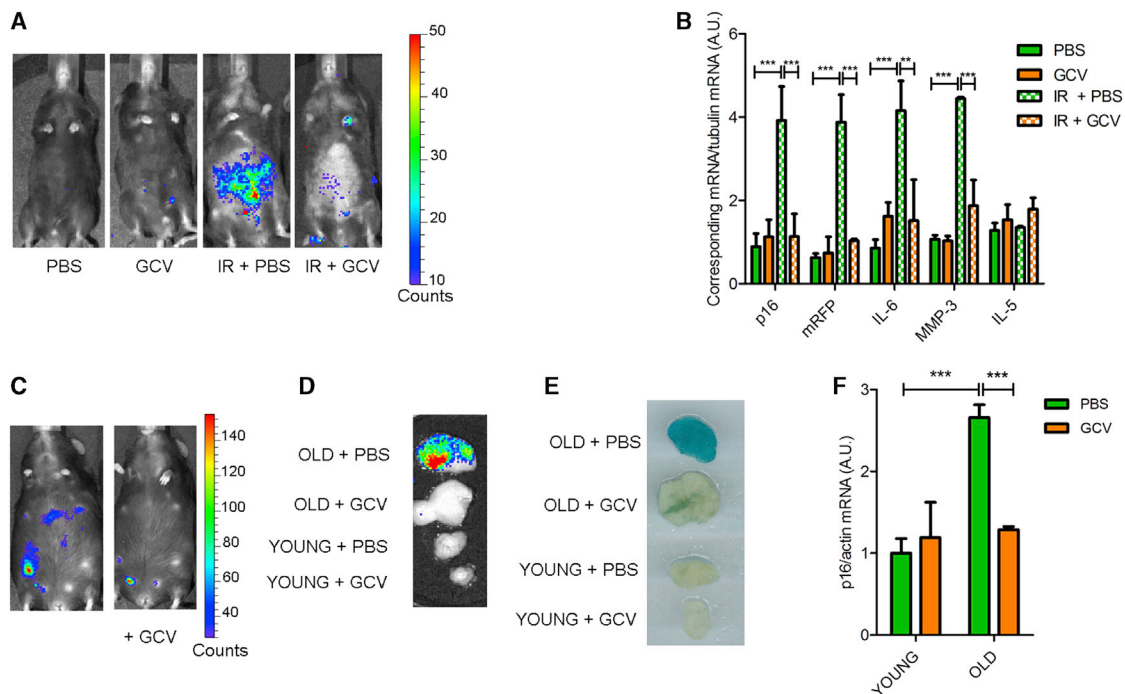 A
50
40
30
20
10
PBS
GCV
IR + PBS
IR + GCV
Counts
B
Corresponding mRNA/tubulin mRNA (A.U.)
6
4
2
0
*** ***
*** ***
*** **
*** ***
p16
mRFP
IL-6
MMP-3
IL-5
PBS
GCV
IR + PBS
IR + GCV
C
140
120
100
80
60
40
+ GCV
Counts
D
OLD + PBS
OLD + GCV
YOUNG + PBS
YOUNG + GCV
E
OLD + PBS
OLD + GCV
YOUNG + PBS
YOUNG + GCV
F
p16/actin mRNA (A.U.)
3
2
1
0
*** ***
YOUNG
OLD
PBS
GCV